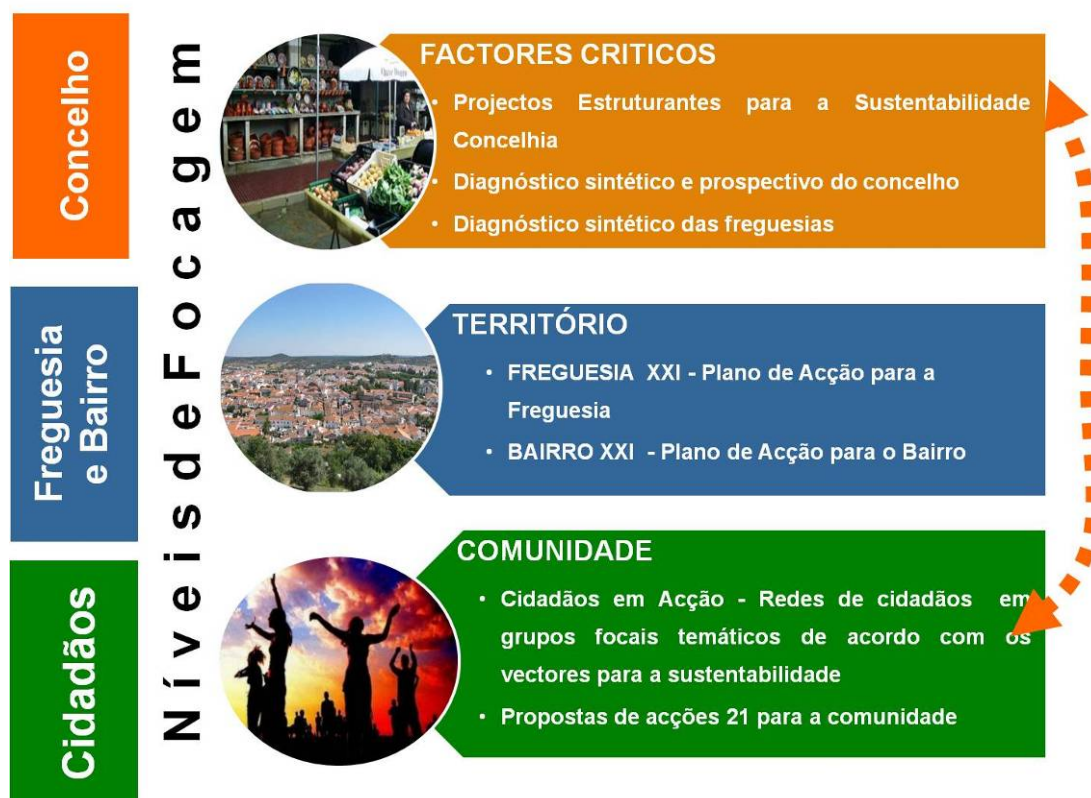 Concelho
Níveis de Focagem
FACTORES CRITICOS
• Projectos Estruturantes para a Sustentabilidade
Concelhia
• Diagnóstico sintético e prospectivo do concelho
• Diagnóstico sintético das freguesias
Freguesia
e Bairro
TERRITÓRIO
• FREGUESIA XXI - Plano de Acção para a
Freguesia
• BAIRRO XXI - Plano de Acção para o Bairro
Cidadãos
COMUNIDADE
• Cidadãos em Acção - Redes de cidadãos em
grupos focais temáticos de acordo com os
vectores para a sustentabilidade
• Propostas de acções 21 para a comunidade